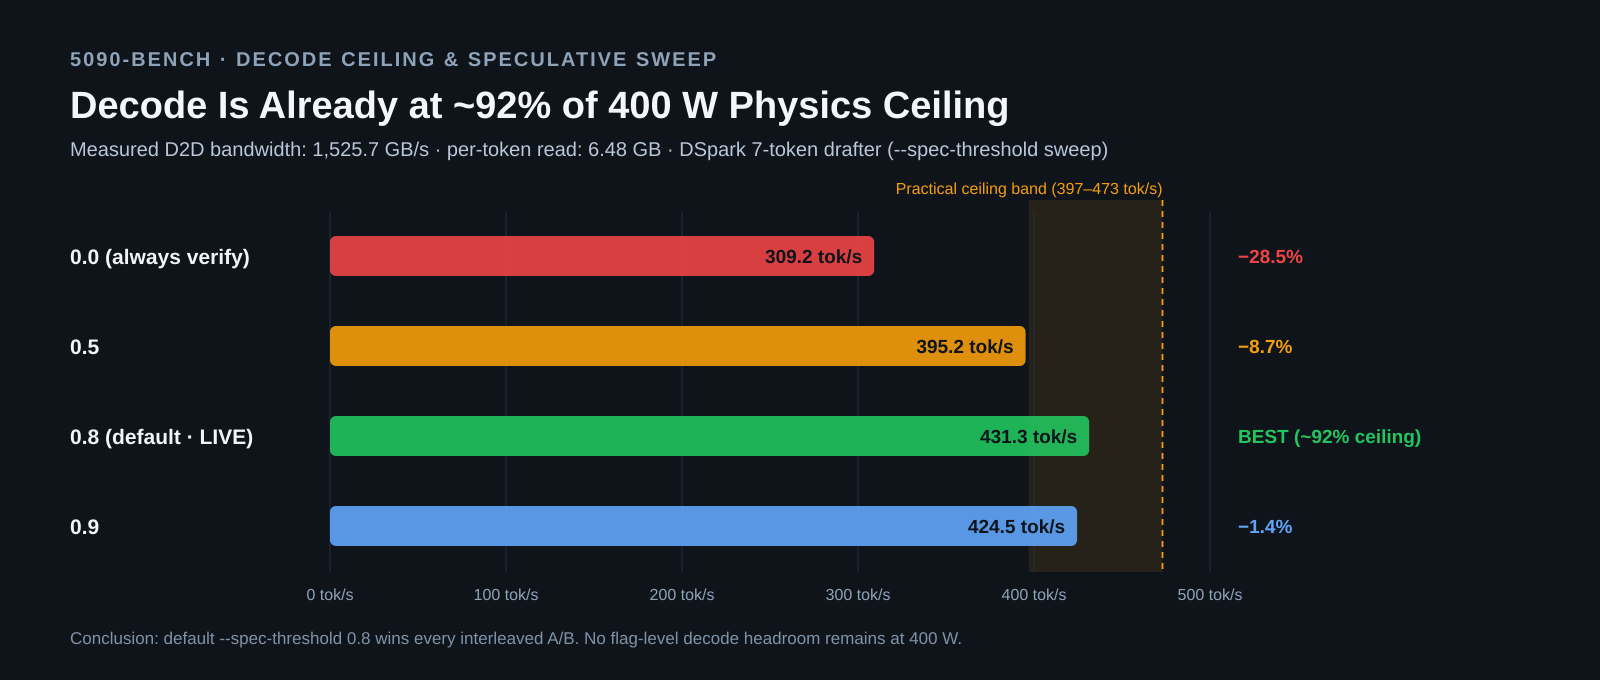 5090-BENCH · DECODE CEILING & SPECULATIVE SWEEP
Decode Is Already at ~92% of 400 W Physics Ceiling
Measured D2D bandwidth: 1,525.7 GB/s · per-token read: 6.48 GB · DSpark 7-token drafter (--spec-threshold sweep)
Practical ceiling band (397–473 tok/s)
0.0 (always verify) 309.2 tok/s −28.5%
0.5 395.2 tok/s −8.7%
0.8 (default · LIVE) 431.3 tok/s BEST (~92% ceiling)
0.9 424.5 tok/s −1.4%
0 tok/s 100 tok/s 200 tok/s 300 tok/s 400 tok/s 500 tok/s
Conclusion: default --spec-threshold 0.8 wins every interleaved A/B. No flag-level decode headroom remains at 400 W.